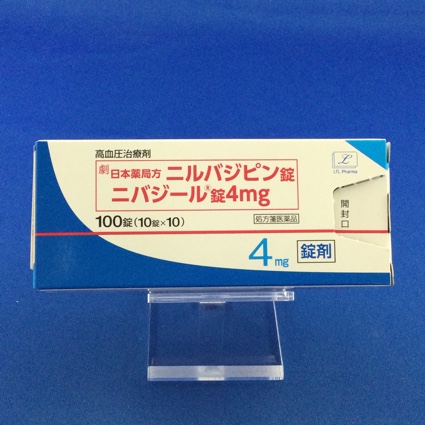 高血圧治療剤
劇 日本薬局方 ニルバジピン錠
ニバジール®錠4mg
100錠(10錠×10)
処方箋医薬品
4mg 錠剤
L
LTL Pharma
開封口